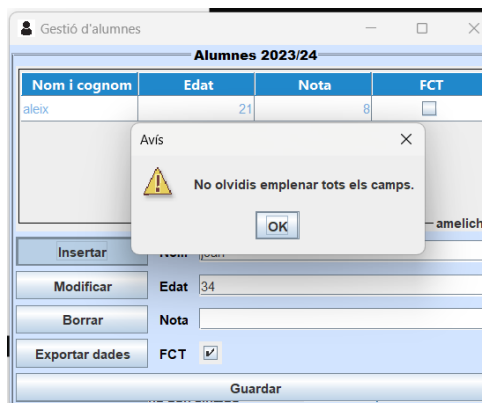 Gestió d'alumnes
Alumnes 2023/24
Nom i cognom Edat Nota FCT
aleix 21 8
Avís
No olvidis emplenar tots els camps.
OK
amelich
Insertar Nom joan
Modificar Edat 34
Borrar Nota
Exportar dades FCT
Guardar